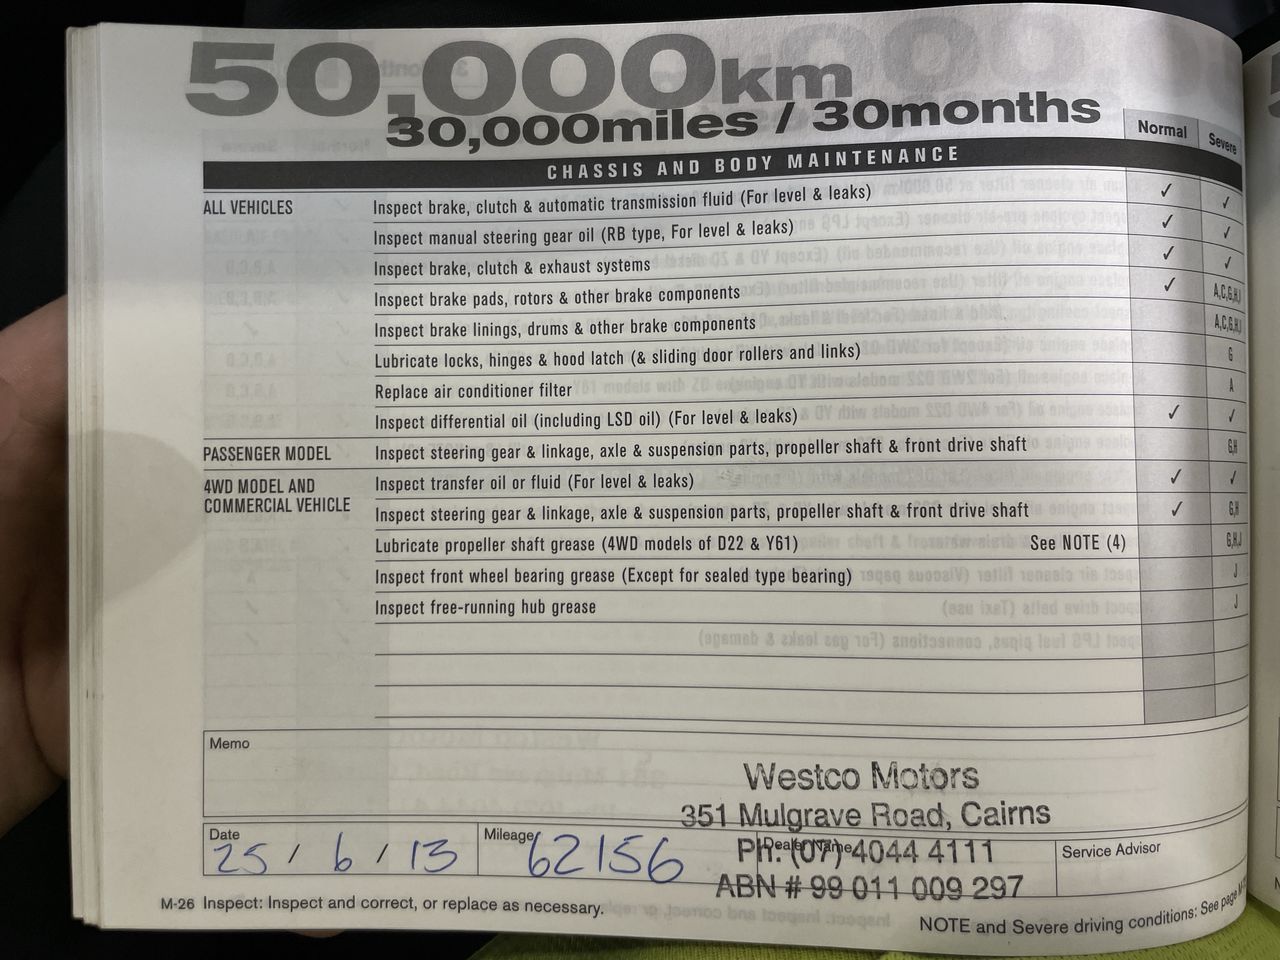 50,000km
30,000miles / 30months
Normal
Severe
CHASSIS AND BODY MAINTENANCE
ALL VEHICLES
Inspect brake, clutch & automatic transmission fluid (For level & leaks) ✓ ✓
Inspect manual steering gear oil (RB type, For level & leaks) ✓ ✓
Inspect brake, clutch & exhaust systems ✓ ✓
Inspect brake pads, rotors & other brake components ✓ A,C,G,H,J
Inspect brake linings, drums & other brake components A,C,G,H,J
Lubricate locks, hinges & hood latch (& sliding door rollers and links) G
Replace air conditioner filter A
Inspect differential oil (including LSD oil) (For level & leaks) ✓ ✓
PASSENGER MODEL
Inspect steering gear & linkage, axle & suspension parts, propeller shaft & front drive shaft G,H
4WD MODEL AND
COMMERCIAL VEHICLE
Inspect transfer oil or fluid (For level & leaks) ✓ ✓
Inspect steering gear & linkage, axle & suspension parts, propeller shaft & front drive shaft ✓ G,H
Lubricate propeller shaft grease (4WD models of D22 & Y61) See NOTE (4) G,H,J
Inspect front wheel bearing grease (Except for sealed type bearing) J
Inspect free-running hub grease J
Memo
Westco Motors
351 Mulgrave Road, Cairns
Ph: (07) 4044 4111
ABN # 99 011 009 297
Date
25 / 6 / 13
Mileage
62156
Dealer Name
Service Advisor
M-26 Inspect: Inspect and correct, or replace as necessary.
NOTE and Severe driving conditions: See page